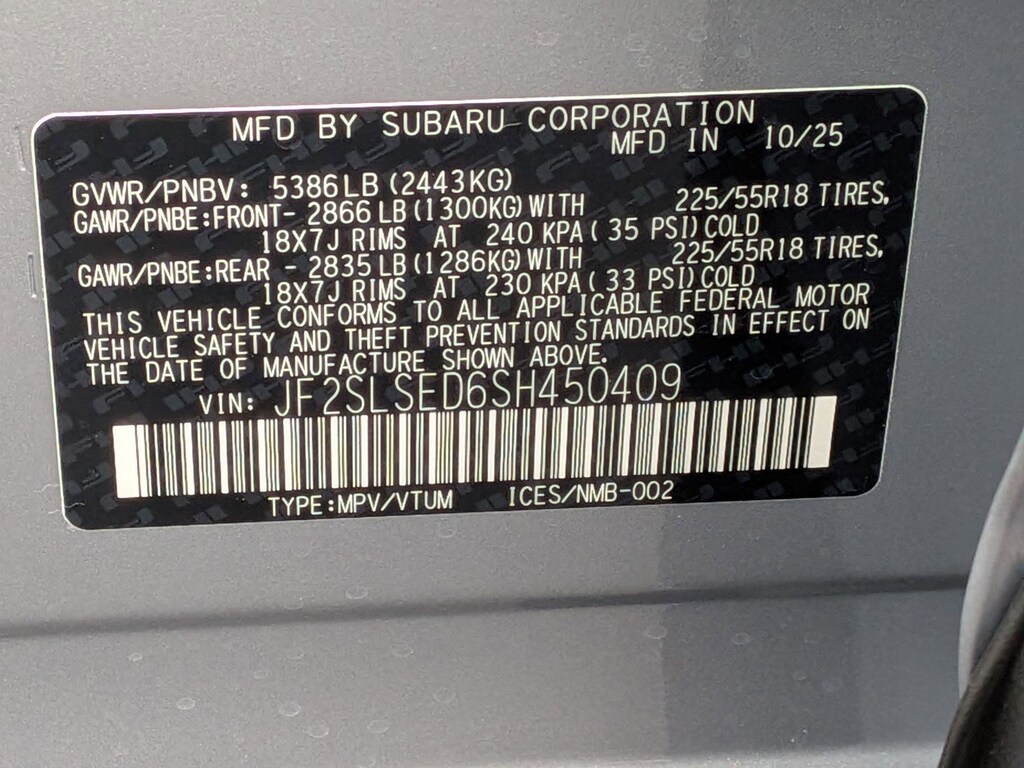 MFD BY SUBARU CORPORATION
MFD IN 10/25
GVWR/PNBV: 5386LB (2443KG)
GAWR/PNBE:FRONT- 2866 LB (1300KG) WITH 225/55R18 TIRES,
18X7J RIMS AT 240 KPA ( 35 PSI) COLD
GAWR/PNBE:REAR - 2835 LB (1286KG) WITH 225/55R18 TIRES,
18X7J RIMS AT 230 KPA ( 33 PSI) COLD
THIS VEHICLE CONFORMS TO ALL APPLICABLE FEDERAL MOTOR
VEHICLE SAFETY AND THEFT PREVENTION STANDARDS IN EFFECT ON
THE DATE OF MANUFACTURE SHOWN ABOVE.
VIN: JF2SLSED6SH450409
TYPE:MPV/VTUM ICES/NMB-002